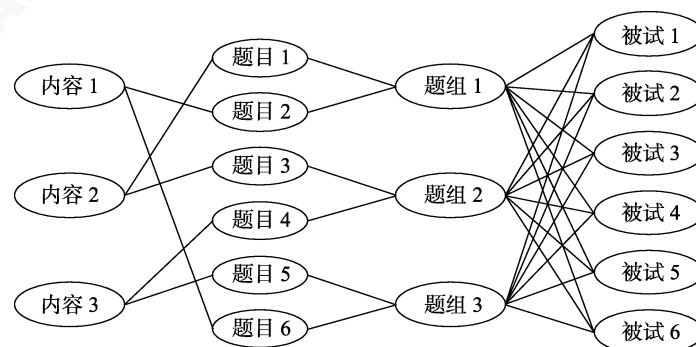 内容 1
内容 2
内容 3
题目 1
题目 2
题目 3
题目 4
题目 5
题目 6
题组 1
题组 2
题组 3
被试 1
被试 2
被试 3
被试 4
被试 5
被试 6